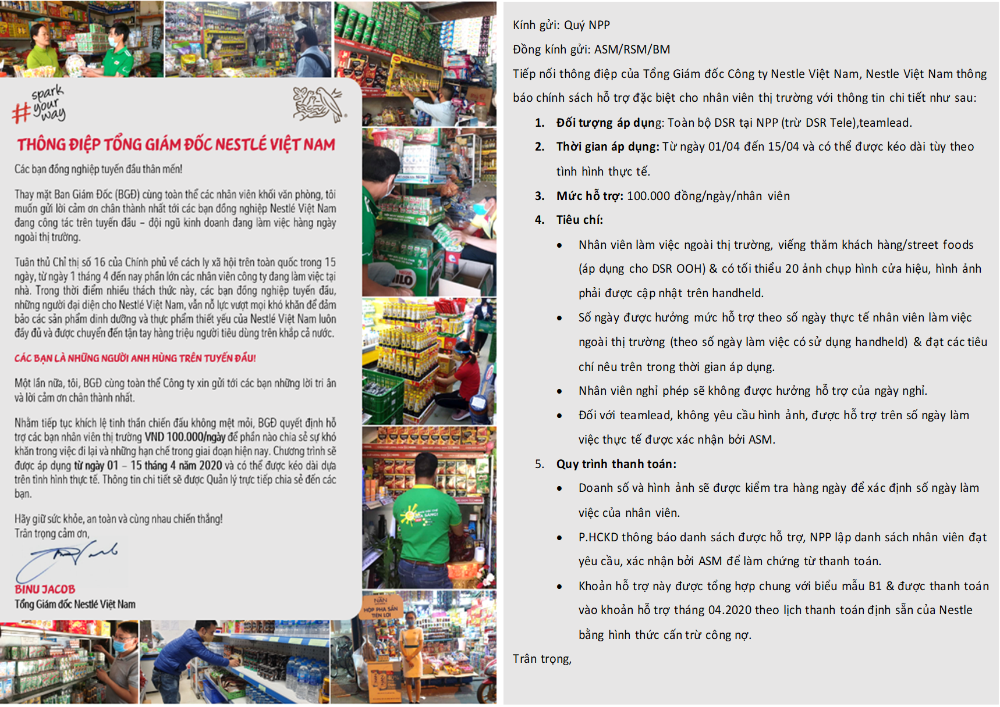 #spark
your
way
THÔNG ĐIỆP TỔNG GIÁM ĐỐC NESTLÉ VIỆT NAM
Các bạn đồng nghiệp tuyến đầu thân mến!
Thay mặt Ban Giám Đốc (BGĐ) cùng toàn thể các nhân viên khối văn phòng, tôi
muốn gửi lời cảm ơn chân thành nhất tới các bạn đồng nghiệp Nestlé Việt Nam
đang công tác trên tuyến đầu – đội ngũ kinh doanh đang làm việc hàng ngày
ngoài thị trường.
Tuân thủ Chỉ thị số 16 của Chính phủ về cách ly xã hội trên toàn quốc trong 15
ngày, từ ngày 1 tháng 4 đến nay phần lớn các nhân viên công ty đang làm việc tại
nhà. Trong thời điểm nhiều thách thức này, các bạn đồng nghiệp tuyến đầu,
những người đại diện cho Nestlé Việt Nam, vẫn nỗ lực vượt mọi khó khăn để đảm
bảo các sản phẩm dinh dưỡng và thực phẩm thiết yếu của Nestlé Việt Nam luôn
đầy đủ và được chuyển đến tận tay hàng triệu người tiêu dùng trên khắp cả nước.
CÁC BẠN LÀ NHỮNG NGƯỜI ANH HÙNG TRÊN TUYẾN ĐẦU!
Một lần nữa, tôi, BGĐ cùng toàn thể Công ty xin gửi tới các bạn những lời tri ân
và lời cảm ơn chân thành nhất.
Nhằm tiếp tục khích lệ tinh thần chiến đấu không mệt mỏi, BGĐ quyết định hỗ
trợ các bạn nhân viên thị trường VND 100.000/ngày để phần nào chia sẻ sự khó
khăn trong việc đi lại và những hạn chế trong giai đoạn hiện nay. Chương trình sẽ
được áp dụng từ ngày 01 – 15 tháng 4 năm 2020 và có thể được kéo dài dựa
trên tình hình thực tế. Thông tin chi tiết sẽ được Quản lý trực tiếp chia sẻ đến các
bạn.
Hãy giữ sức khỏe, an toàn và cùng nhau chiến thắng!
Trân trọng cảm ơn,
BINU JACOB
Tổng Giám đốc Nestlé Việt Nam
MILO
NAN
HỘP PHA SẴN
TIỆN LỢI
Kính gửi: Quý NPP
Đồng kính gửi: ASM/RSM/BM
Tiếp nối thông điệp của Tổng Giám đốc Công ty Nestle Việt Nam, Nestle Việt Nam thông
báo chính sách hỗ trợ đặc biệt cho nhân viên thị trường với thông tin chi tiết như sau:
1. Đối tượng áp dụng: Toàn bộ DSR tại NPP (trừ DSR Tele),teamlead.
2. Thời gian áp dụng: Từ ngày 01/04 đến 15/04 và có thể được kéo dài tùy theo
tình hình thực tế.
3. Mức hỗ trợ: 100.000 đồng/ngày/nhân viên
4. Tiêu chí:
• Nhân viên làm việc ngoài thị trường, viếng thăm khách hàng/street foods
(áp dụng cho DSR OOH) & có tối thiểu 20 ảnh chụp hình cửa hiệu, hình ảnh
phải được cập nhật trên handheld.
• Số ngày được hưởng mức hỗ trợ theo số ngày thực tế nhân viên làm việc
ngoài thị trường (theo số ngày làm việc có sử dụng handheld) & đạt các tiêu
chí nêu trên trong thời gian áp dụng.
• Nhân viên nghỉ phép sẽ không được hưởng hỗ trợ của ngày nghỉ.
• Đối với teamlead, không yêu cầu hình ảnh, được hỗ trợ trên số ngày làm
việc thực tế được xác nhận bởi ASM.
5. Quy trình thanh toán:
• Doanh số và hình ảnh sẽ được kiểm tra hàng ngày để xác định số ngày làm
việc của nhân viên.
• P.HCKD thông báo danh sách được hỗ trợ, NPP lập danh sách nhân viên đạt
yêu cầu, xác nhận bởi ASM để làm chứng từ thanh toán.
• Khoản hỗ trợ này được tổng hợp chung với biểu mẫu B1 & được thanh toán
vào khoản hỗ trợ tháng 04.2020 theo lịch thanh toán định sẵn của Nestle
bằng hình thức cấn trừ công nợ.
Trân trọng,